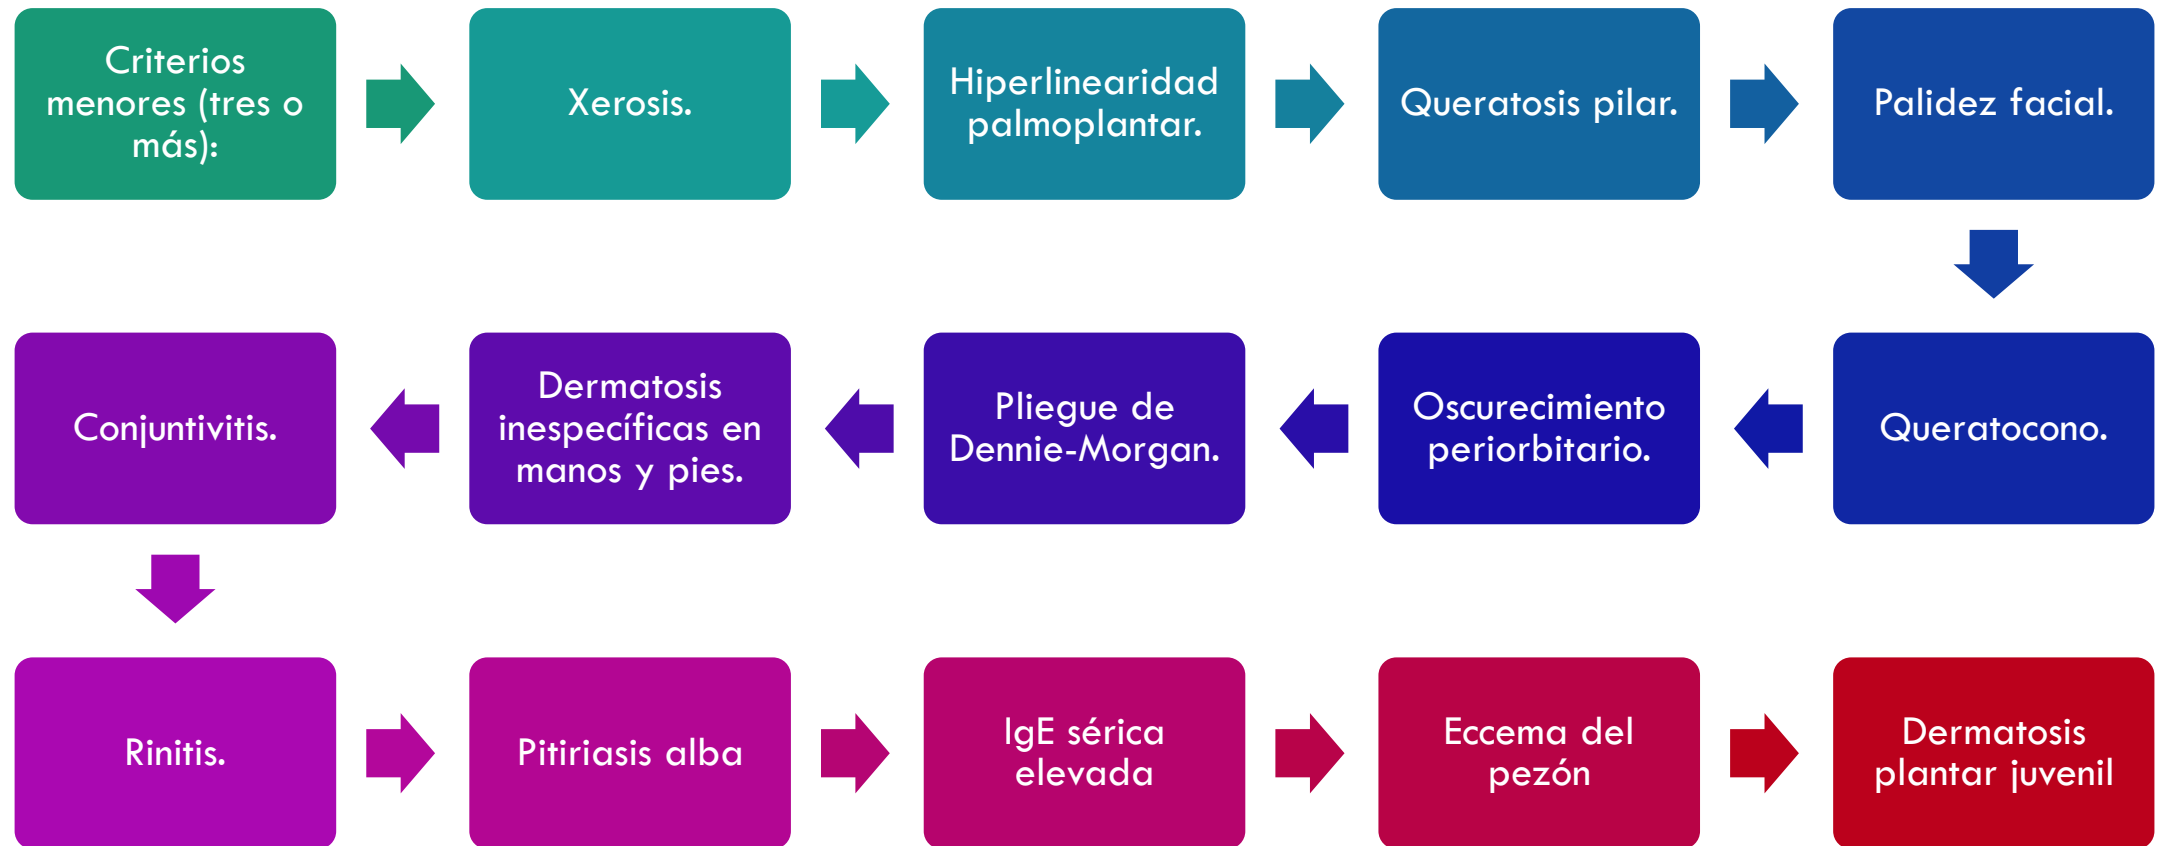 Criterios
menores (tres o
más):
Xerosis.
Hiperlinearidad
palmoplantar.
Queratosis pilar.
Palidez facial.
Queratocono.
Oscurecimiento
periorbitario.
Pliegue de
Dennie-Morgan.
Dermatosis
inespecíficas en
manos y pies.
Conjuntivitis.
Rinitis.
Pitiriasis alba
IgE sérica
elevada
Eccema del
pezón
Dermatosis
plantar juvenil